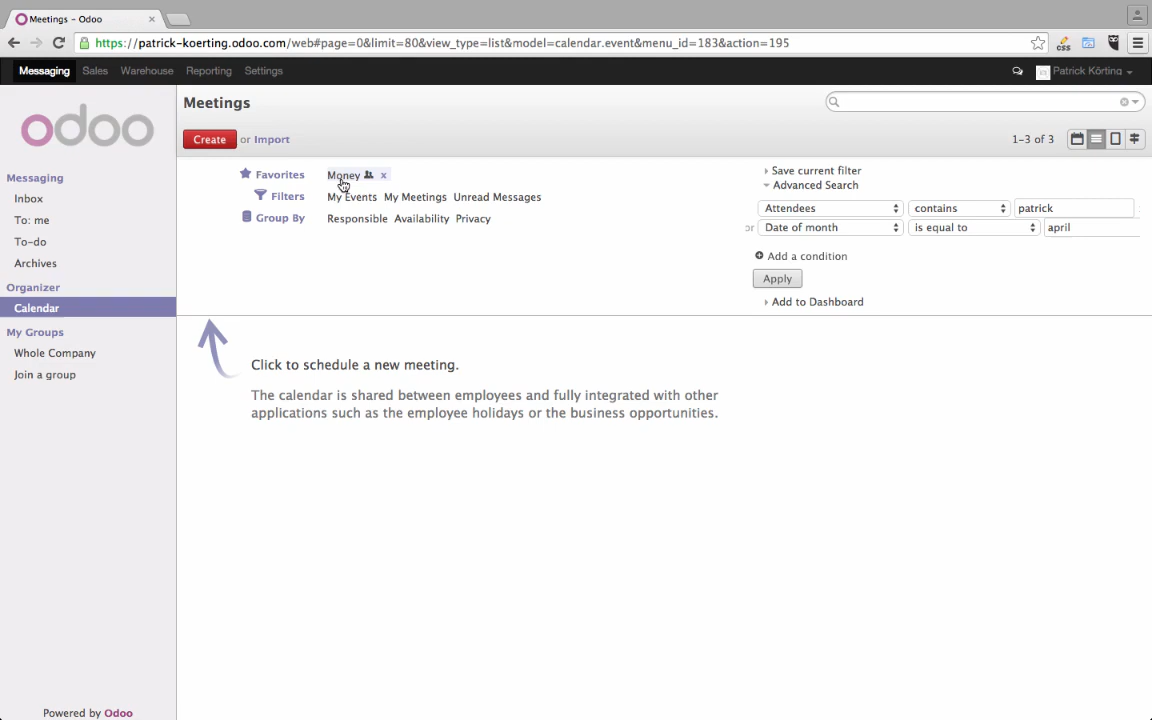 Meetings - Odoo
https://patrick-koerting.odoo.com/web#page=0&limit=80&view_type=list&model=calendar.event&menu_id=183&action=195
css
Messaging Sales Warehouse Reporting Settings Patrick Körting
odoo
Meetings
Create or Import 1-3 of 3
Favorites Money x
Filters My Events My Meetings Unread Messages
Group By Responsible Availability Privacy
Save current filter
Advanced Search
Attendees contains patrick
or Date of month is equal to april
Add a condition
Apply
Add to Dashboard
Messaging
Inbox
To: me
To-do
Archives
Organizer
Calendar
My Groups
Whole Company
Join a group
Click to schedule a new meeting.
The calendar is shared between employees and fully integrated with other
applications such as the employee holidays or the business opportunities.
Powered by Odoo